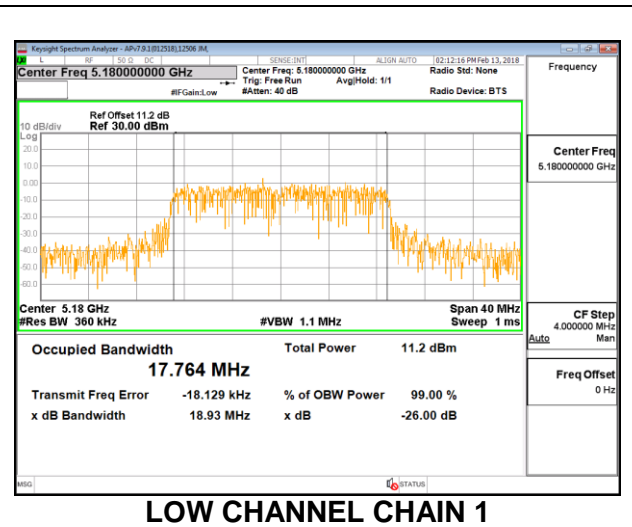 Keysight Spectrum Analyzer - APv7.9.1(012518),12506 JM,
L RF 50 Ω DC SENSE:INT ALIGN AUTO 02:12:16 PM Feb 13, 2018
Center Freq 5.180000000 GHz
Center Freq: 5.180000000 GHz
Radio Std: None
Trig: Free Run Avg|Hold: 1/1
#IFGain:Low #Atten: 40 dB Radio Device: BTS
Frequency
Ref Offset 11.2 dB
10 dB/div Ref 30.00 dBm
Log
20.0
10.0
0.00
-10.0
-20.0
-30.0
-40.0
-50.0
-60.0
Center Freq
5.180000000 GHz
Center 5.18 GHz Span 40 MHz
#Res BW 360 kHz #VBW 1.1 MHz Sweep 1 ms
CF Step
4.000000 MHz
Auto Man
Freq Offset
0 Hz
Occupied Bandwidth Total Power 11.2 dBm
17.764 MHz
Transmit Freq Error -18.129 kHz % of OBW Power 99.00 %
x dB Bandwidth 18.93 MHz x dB -26.00 dB
MSG STATUS
LOW CHANNEL CHAIN 1